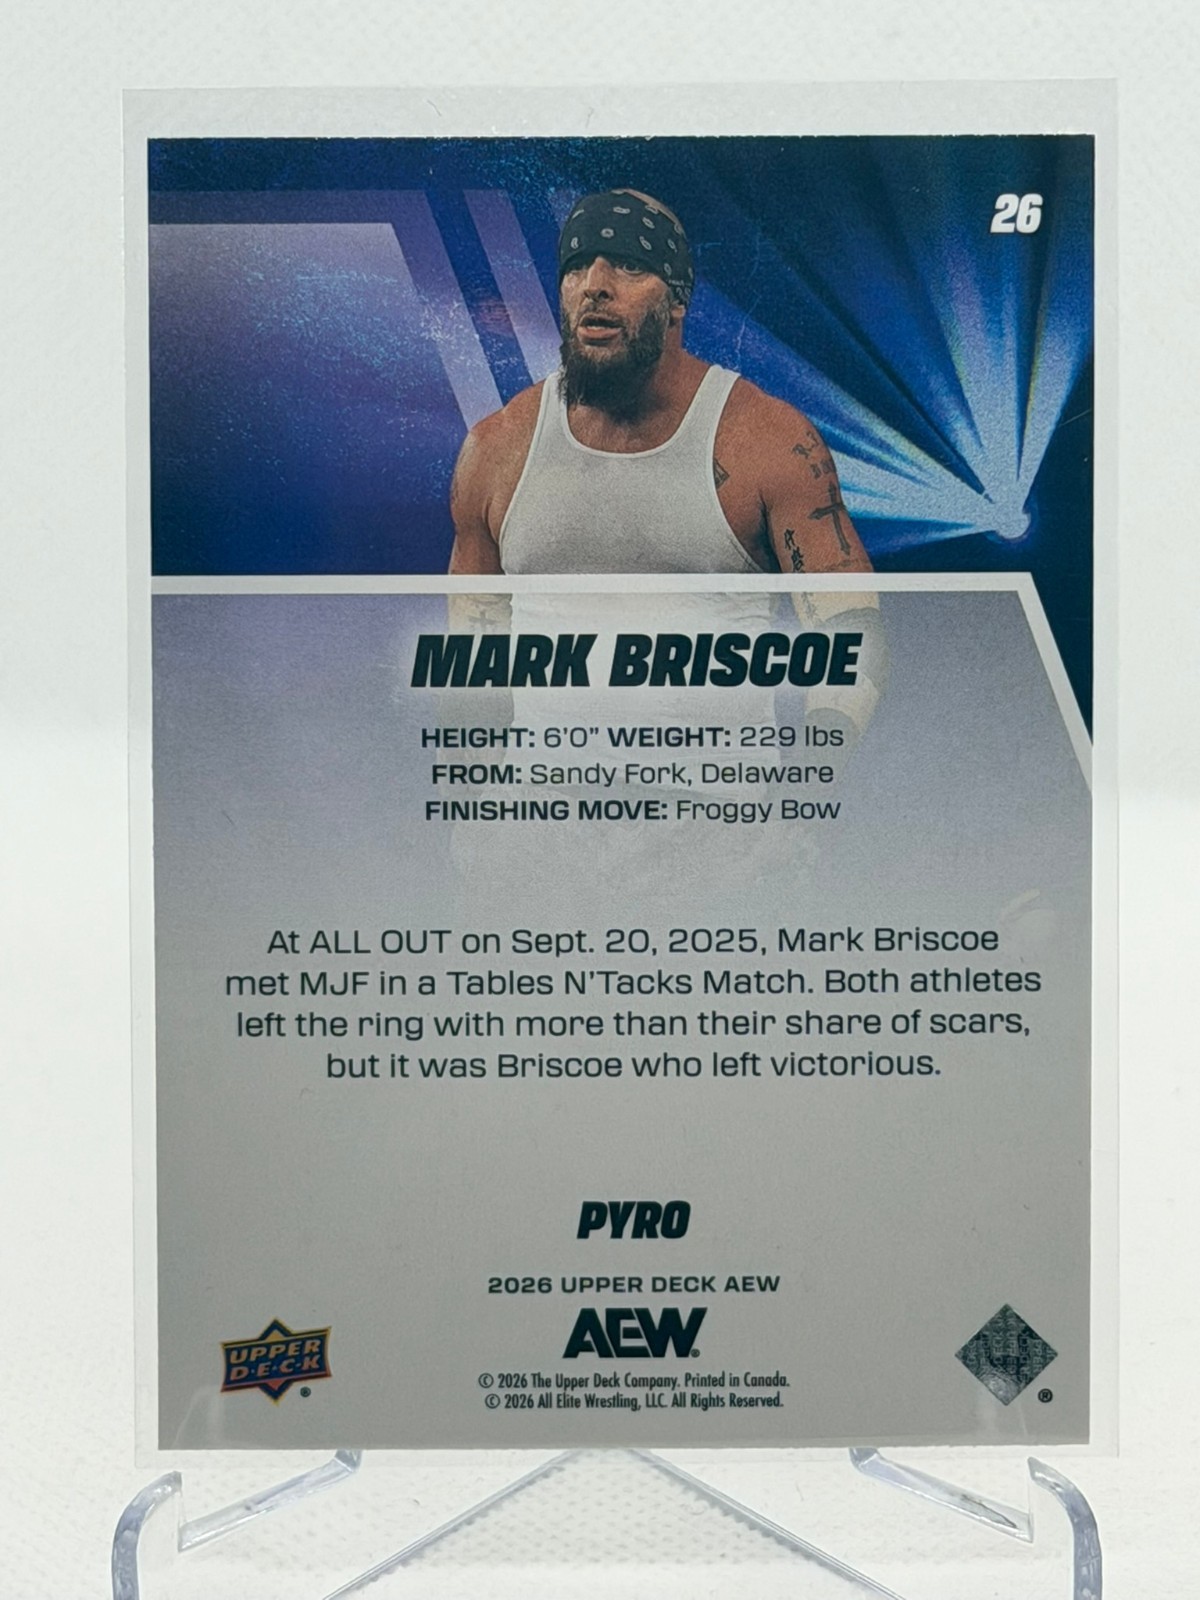 26
MARK BRISCOE
HEIGHT: 6'0" WEIGHT: 229 lbs
FROM: Sandy Fork, Delaware
FINISHING MOVE: Froggy Bow
At ALL OUT on Sept. 20, 2025, Mark Briscoe
met MJF in a Tables N'Tacks Match. Both athletes
left the ring with more than their share of scars,
but it was Briscoe who left victorious.
PYRO
2026 UPPER DECK AEW
AEW
UPPER
D·E·C·K
®
® 
© 2026 The Upper Deck Company. Printed in Canada.
© 2026 All Elite Wrestling, LLC. All Rights Reserved.